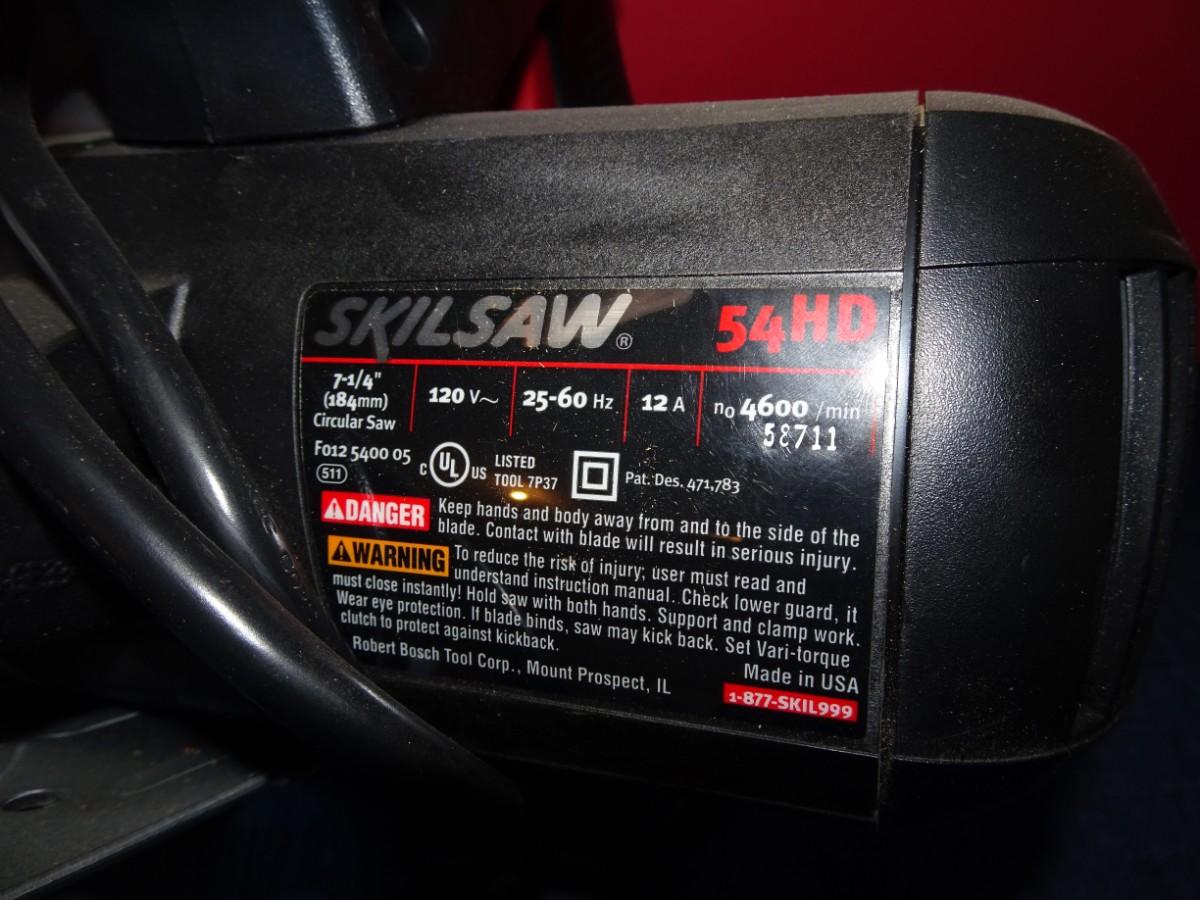 SKILSAW® 54HD
7-1/4"
(184mm)
Circular Saw
120 V~
25-60 Hz
12 A
n0 4600 /min
58711
F012 5400 05
511
C UL US LISTED
TOOL 7P37
Pat. Des. 471,783
DANGER Keep hands and body away from and to the side of the
blade. Contact with blade will result in serious injury.
WARNING To reduce the risk of injury; user must read and
understand instruction manual. Check lower guard, it
must close instantly! Hold saw with both hands. Support and clamp work.
Wear eye protection. If blade binds, saw may kick back. Set Vari-torque
clutch to protect against kickback.
Robert Bosch Tool Corp., Mount Prospect, IL
Made in USA
1-877-SKIL999